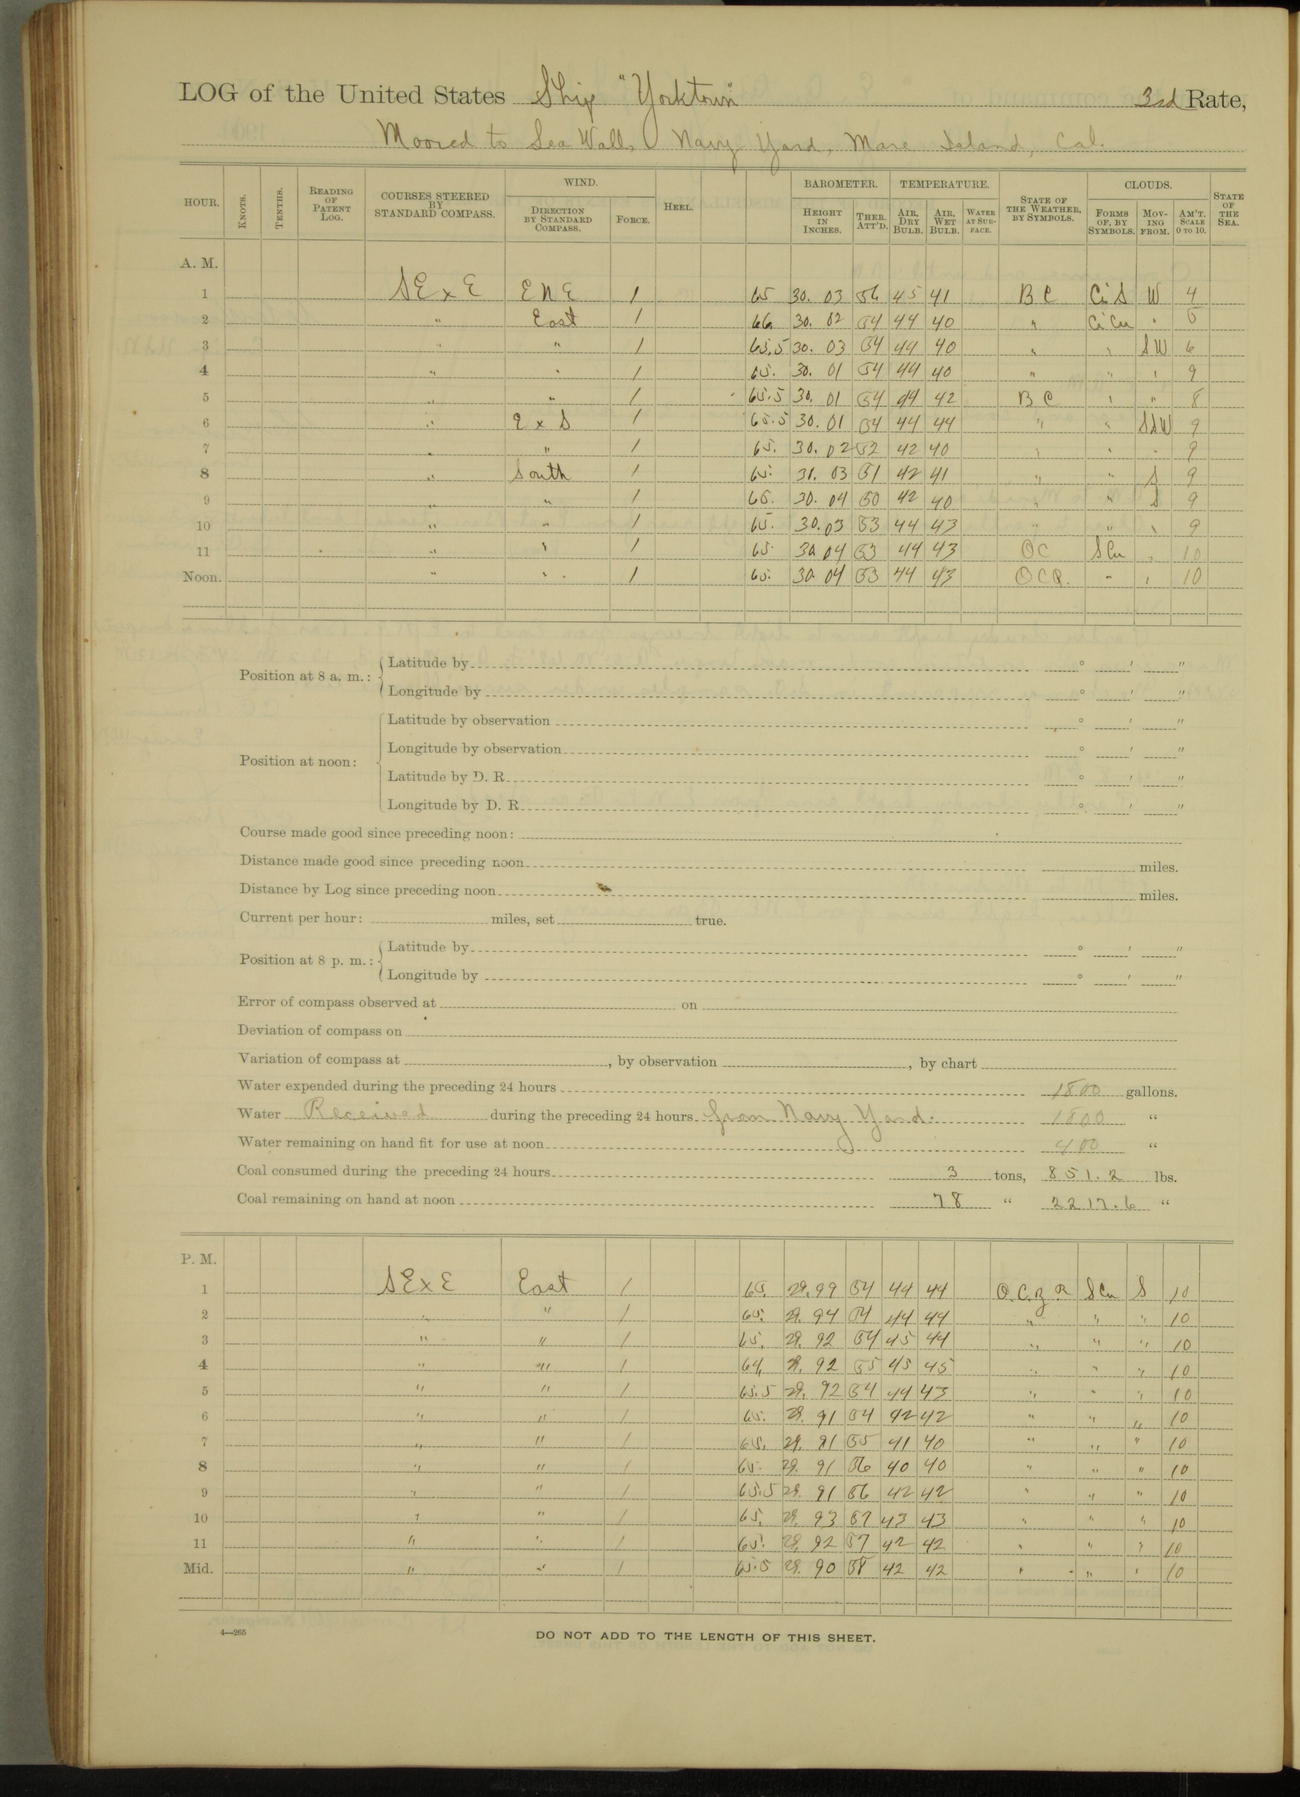 LOG of the United States Ship "Yorktown" 3rd Rate,
Moored to Sea Wall, Navy Yard, Mare Island, Cal.
HOUR. KNOTS. TENTHS. READING OF PATENT LOG. COURSES STEERED BY STANDARD COMPASS. WIND. DIRECTION BY STANDARD COMPASS. FORCE. HEEL. BAROMETER. HEIGHT IN INCHES. THER. ATT'D. TEMPERATURE. AIR, DRY BULB. AIR, WET BULB. WATER AT SURFACE. STATE OF THE WEATHER, BY SYMBOLS. CLOUDS. FORMS OF, BY SYMBOLS. MOVING FROM. AM'T. SCALE 0 TO 10. STATE OF THE SEA.
A. M.
1 SExE ENE 1 65 30. 03 56 45 41 BC Ci S W 4
2 " East 1 66. 30. 02 54 44 40 " Ci Cu " 5
3 " " 1 65.5 30. 03 54 44 40 " " SW 6
4 " " 1 65. 30. 01 54 44 40 " " " 9
5 " " 1 65.5 30. 01 54 44 42 BC " " 8
6 " ExS 1 65.5 30. 01 54 44 44 " " SSW 9
7 " " 1 65. 30. 02 52 42 40 " " " 9
8 " South 1 65. 31. 03 51 42 41 " " S 9
9 " " 1 65. 30. 04 50 42 40 " " S 9
10 " " 1 65. 30. 03 53 44 43 " " " 9
11 " " 1 65. 30. 04 53 44 43 OC S Cu " 10
Noon. " " 1 65. 30. 04 53 44 43 OCR. " " 10
Position at 8 a. m.: Latitude by ° ′ ″
Longitude by ° ′ ″
Position at noon: Latitude by observation ° ′ ″
Longitude by observation ° ′ ″
Latitude by D. R. ° ′ ″
Longitude by D. R. ° ′ ″
Course made good since preceding noon:
Distance made good since preceding noon miles.
Distance by Log since preceding noon miles.
Current per hour: miles, set true.
Position at 8 p. m.: Latitude by ° ′ ″
Longitude by ° ′ ″
Error of compass observed at on
Deviation of compass on
Variation of compass at , by observation , by chart
Water expended during the preceding 24 hours 1800 gallons.
Water Received during the preceding 24 hours from Navy Yard. 1800 "
Water remaining on hand fit for use at noon 400 "
Coal consumed during the preceding 24 hours 3 tons, 851.2 lbs.
Coal remaining on hand at noon 78 " 2217.6 "
P. M.
1 SExE East 1 65. 29. 99 54 44 44 O.C.Z R S Cu S 10
2 " " 1 65. 29. 94 54 44 44 " " " 10
3 " " 1 65. 29. 92 54 45 44 " " " 10
4 " " 1 64. 29. 92 55 45 45 " " " 10
5 " " 1 65.5 29. 92 54 44 43 " " " 10
6 " " 1 65. 29. 91 54 42 42 " " " 10
7 " " 1 65. 29. 91 55 41 40 " " " 10
8 " " 1 65. 29. 91 56 40 40 " " " 10
9 " " 1 65.5 29. 91 56 42 42 " " " 10
10 " " 1 65. 29. 93 57 43 43 " " " 10
11 " " 1 65. 29. 92 57 42 42 " " " 10
Mid. " " 1 65.5 29. 90 58 42 42 " " " 10
4—265
DO NOT ADD TO THE LENGTH OF THIS SHEET.